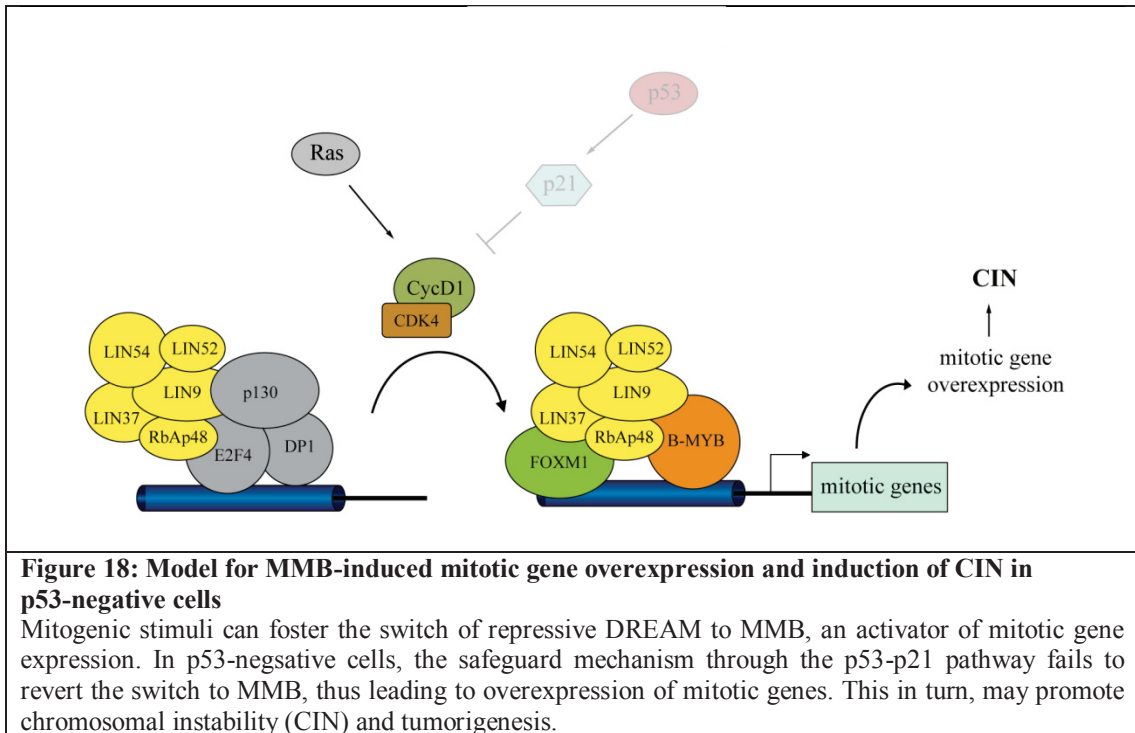 p53
Ras
p21
CycD1
CDK4
CIN
mitotic gene
overexpression
LIN54
LIN52
LIN9
p130
LIN37
RbAp48
E2F4
DP1
LIN54
LIN52
LIN9
LIN37
RbAp48
B-MYB
FOXM1
mitotic genes
Figure 18: Model for MMB-induced mitotic gene overexpression and induction of CIN in
p53-negative cells
Mitogenic stimuli can foster the switch of repressive DREAM to MMB, an activator of mitotic gene
expression. In p53-negsative cells, the safeguard mechanism through the p53-p21 pathway fails to
revert the switch to MMB, thus leading to overexpression of mitotic genes. This in turn, may promote
chromosomal instability (CIN) and tumorigenesis.